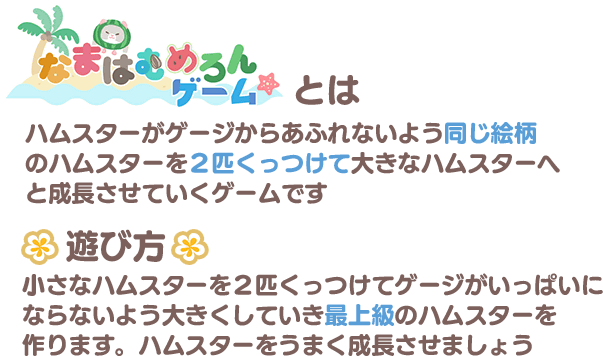 なまはむめろん
ゲーム とは
ハムスターがゲージからあふれないよう同じ絵柄
のハムスターを２匹くっつけて大きなハムスターへ
と成長させていくゲームです
遊び方
小さなハムスターを２匹くっつけてゲージがいっぱいに
ならないよう大きくしていき最上級のハムスターを
作ります。ハムスターをうまく成長させましょう